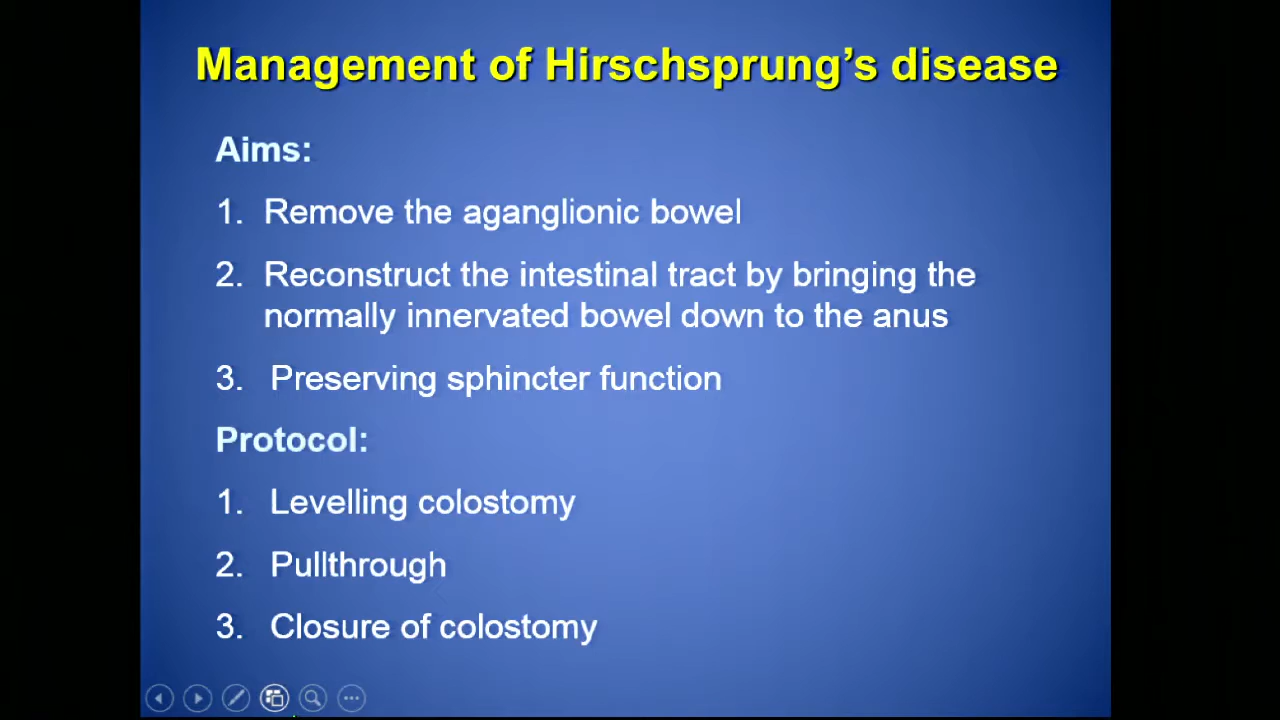 Management of Hirschsprung's disease
Aims:
1. Remove the aganglionic bowel
2. Reconstruct the intestinal tract by bringing the
normally innervated bowel down to the anus
3. Preserving sphincter function
Protocol:
1. Levelling colostomy
2. Pullthrough
3. Closure of colostomy